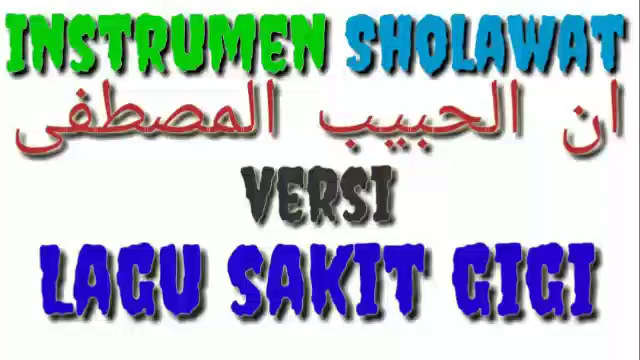 INSTRUMEN SHOLAWAT
ان الحبيب المصطفى
VERSI
LAGU SAKIT GIGI